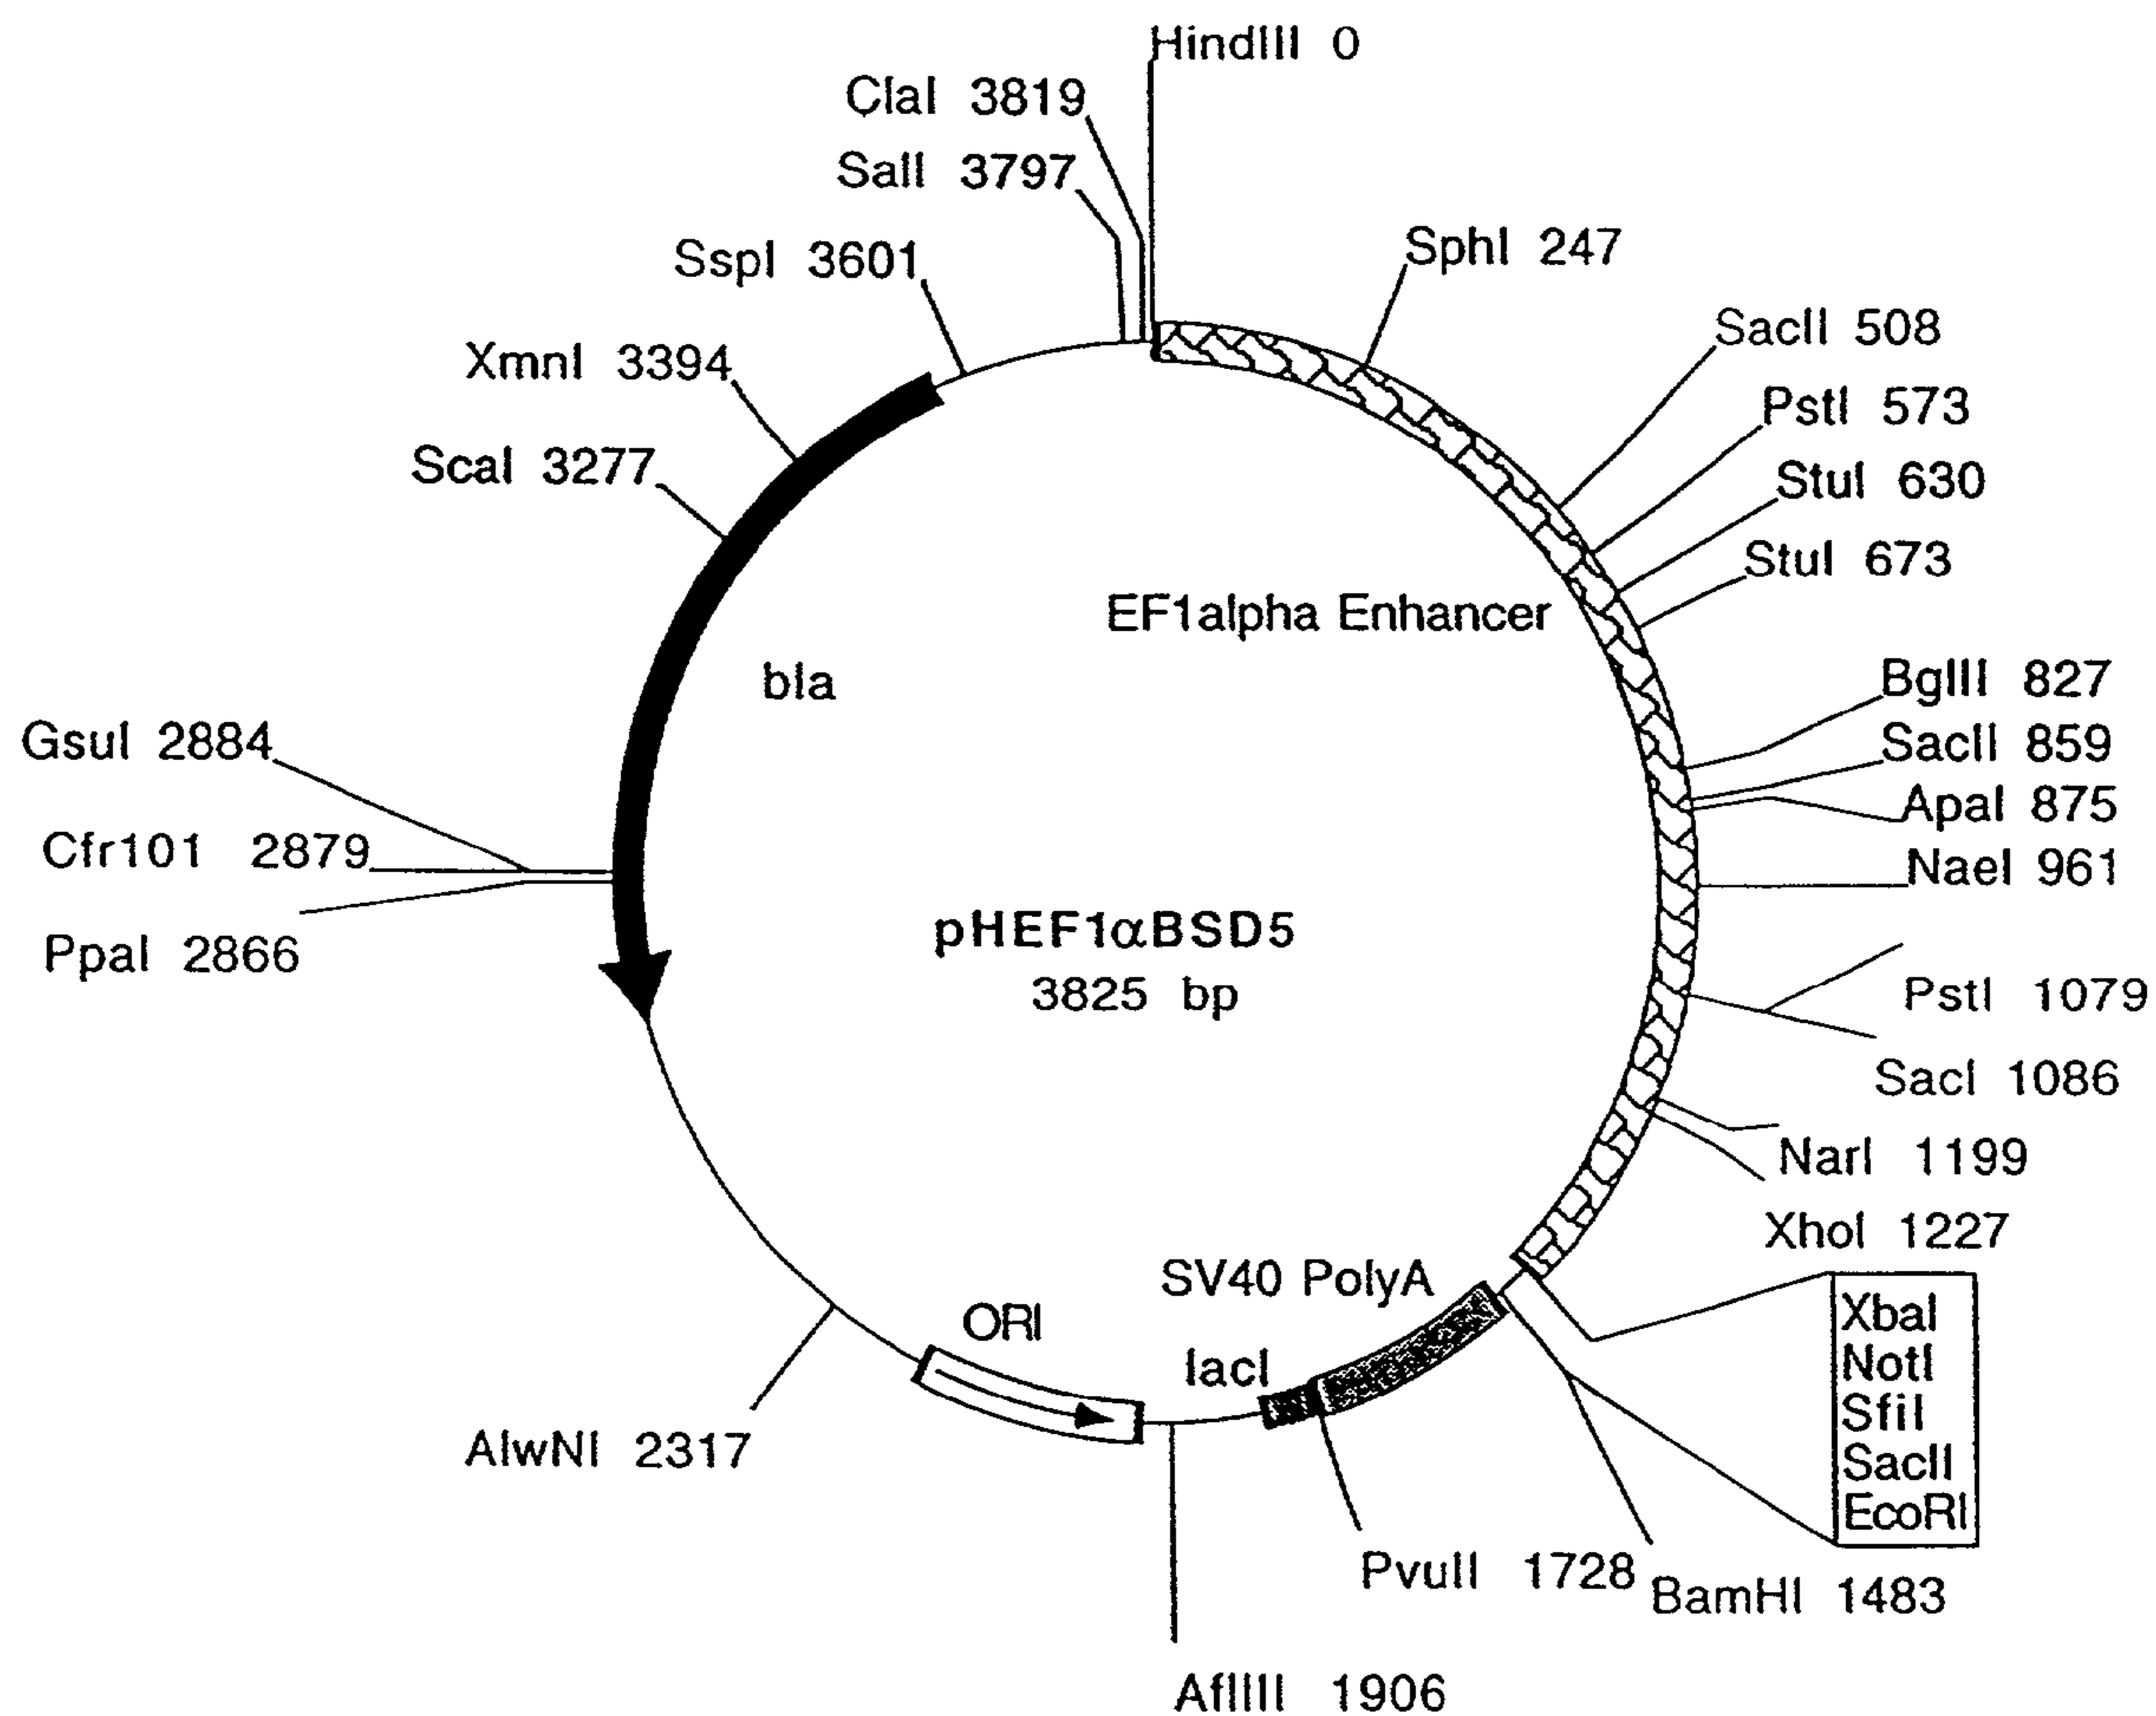 HindIII 0
ClaI 3819
SalI 3797
SspI 3601
SphI 247
SacII 508
XmnI 3394
PstI 573
ScaI 3277
StuI 630
StuI 673
EF1alpha Enhancer
bla
BglII 827
SacII 859
GsuI 2884
ApaI 875
Cfr101 2879
NaeI 961
pHEF1αBSD5
PpaI 2866
3825 bp
PstI 1079
SacI 1086
NarI 1199
XhoI 1227
SV40 PolyA
ORI
lacI
XbaI
NotI
SfiI
SacII
EcoRI
AlwNI 2317
PvuII 1728
BamHI 1483
AflIII 1906